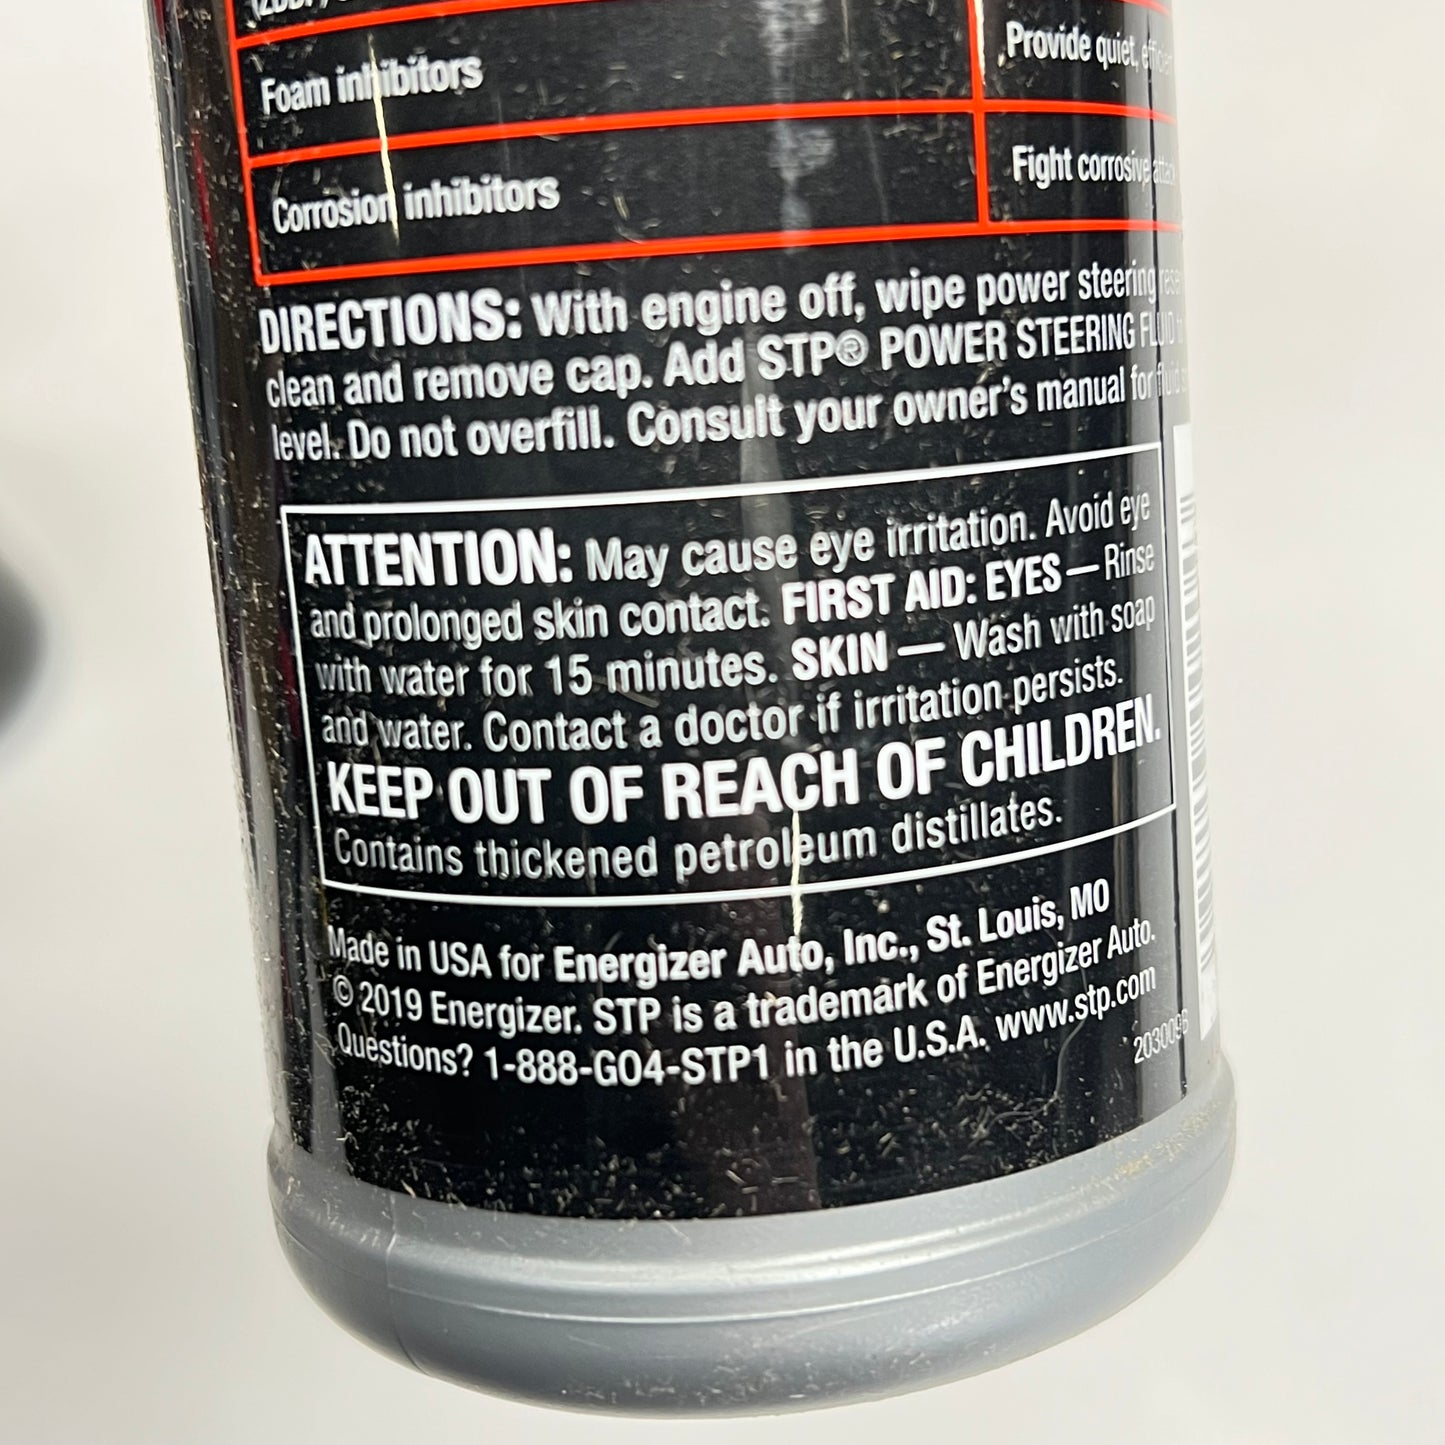 Foam inhibitors
Provide quiet,
Corrosion inhibitors
Fight corrosive attack
DIRECTIONS: With engine off, wipe power steering
clean and remove cap. Add STP® POWER STEERING FLUID
level. Do not overfill. Consult your owner's manual for fluid
ATTENTION: May cause eye irritation. Avoid eye
and prolonged skin contact. FIRST AID: EYES — Rinse
with water for 15 minutes. SKIN — Wash with soap
and water. Contact a doctor if irritation persists.
KEEP OUT OF REACH OF CHILDREN.
Contains thickened petroleum distillates.
Made in USA for Energizer Auto, Inc., St. Louis, MO
© 2019 Energizer. STP is a trademark of Energizer Auto.
Questions? 1-888-GO4-STP1 in the U.S.A. www.stp.com